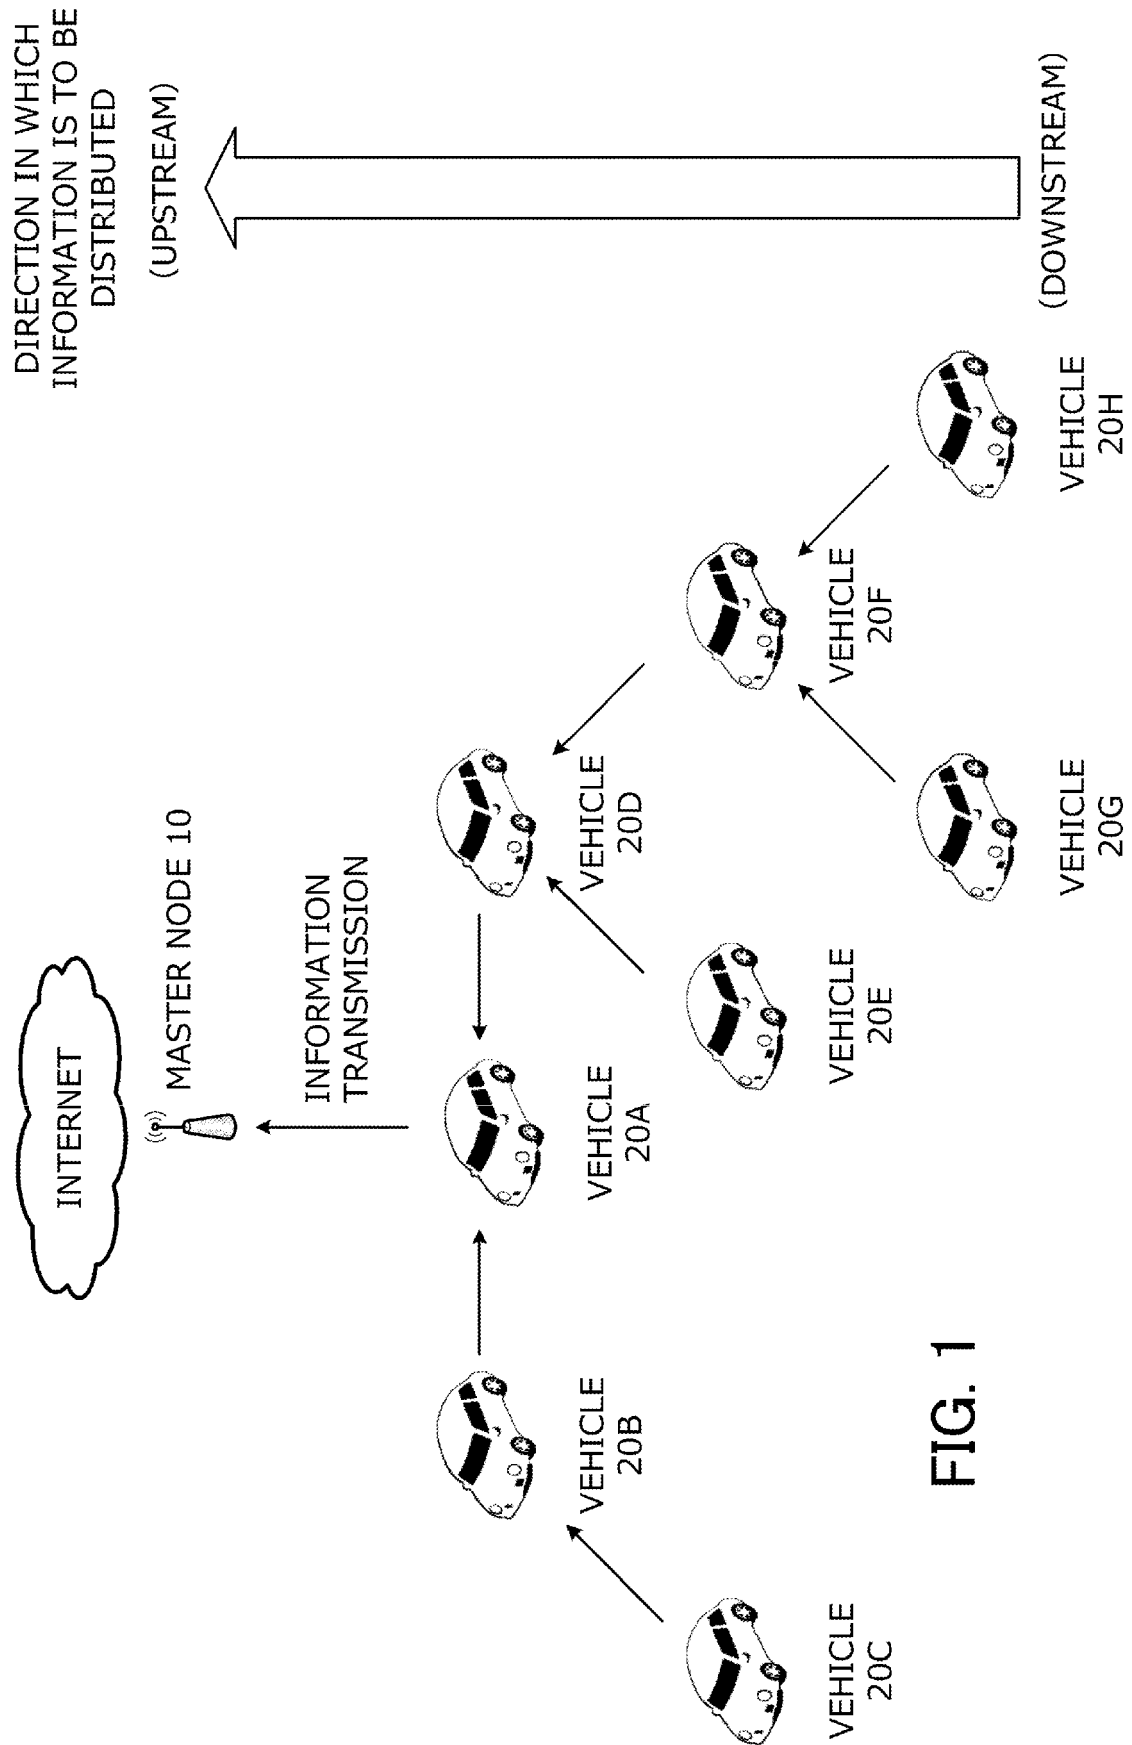 DIRECTION IN WHICH
INFORMATION IS TO BE
DISTRIBUTED
(UPSTREAM)
(DOWNSTREAM)
INTERNET
MASTER NODE 10
INFORMATION
TRANSMISSION
VEHICLE
20B
VEHICLE
20A
VEHICLE
20D
VEHICLE
20C
VEHICLE
20E
VEHICLE
20F
VEHICLE
20G
VEHICLE
20H
FIG. 1